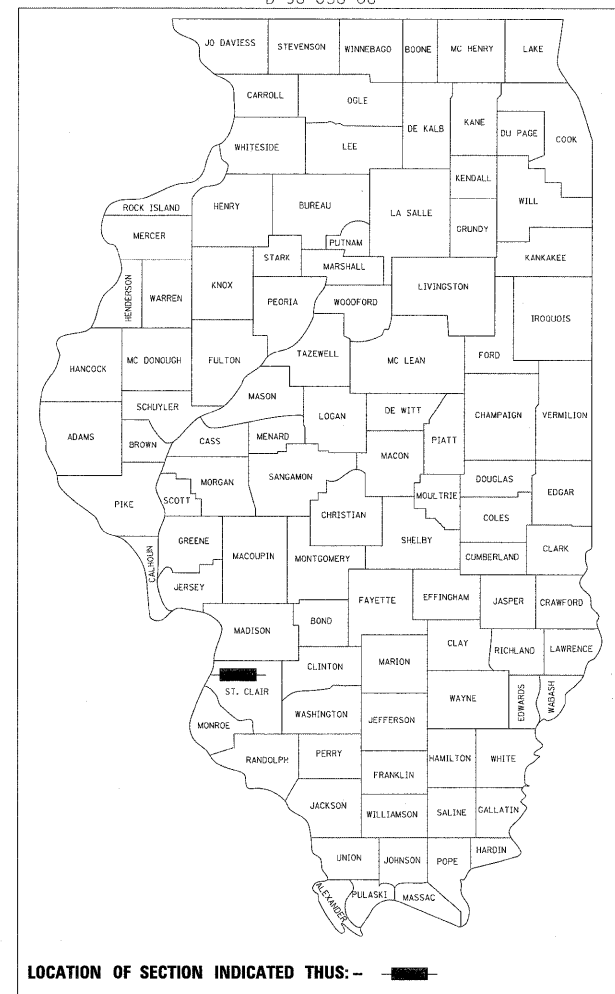 JO DAVIESS STEVENSON WINNEBAGO BOONE MC HENRY LAKE
CARROLL OGLE DE KALB KANE DU PAGE COOK
WHITESIDE LEE
KENDALL WILL
ROCK ISLAND HENRY BUREAU LA SALLE GRUNDY
MERCER PUTNAM
STARK MARSHALL KANKAKEE
HENDERSON WARREN KNOX PEORIA WOODFORD LIVINGSTON IROQUOIS
HANCOCK MC DONOUGH FULTON TAZEWELL MC LEAN FORD
MASON
SCHUYLER LOGAN DE WITT CHAMPAIGN VERMILION
ADAMS BROWN CASS MENARD MACON PIATT
MORGAN SANGAMON DOUGLAS
PIKE SCOTT CHRISTIAN MOULTRIE COLES EDGAR
GREENE MACOUPIN MONTGOMERY SHELBY CUMBERLAND CLARK
CALHOUN JERSEY
FAYETTE EFFINGHAM JASPER CRAWFORD
MADISON BOND
CLAY RICHLAND LAWRENCE
CLINTON MARION
ST. CLAIR WAYNE EDWARDS WABASH
MONROE WASHINGTON JEFFERSON
RANDOLPH PERRY HAMILTON WHITE
FRANKLIN
JACKSON WILLIAMSON SALINE GALLATIN
UNION JOHNSON POPE HARDIN
ALEXANDER PULASKI MASSAC
LOCATION OF SECTION INDICATED THUS: -